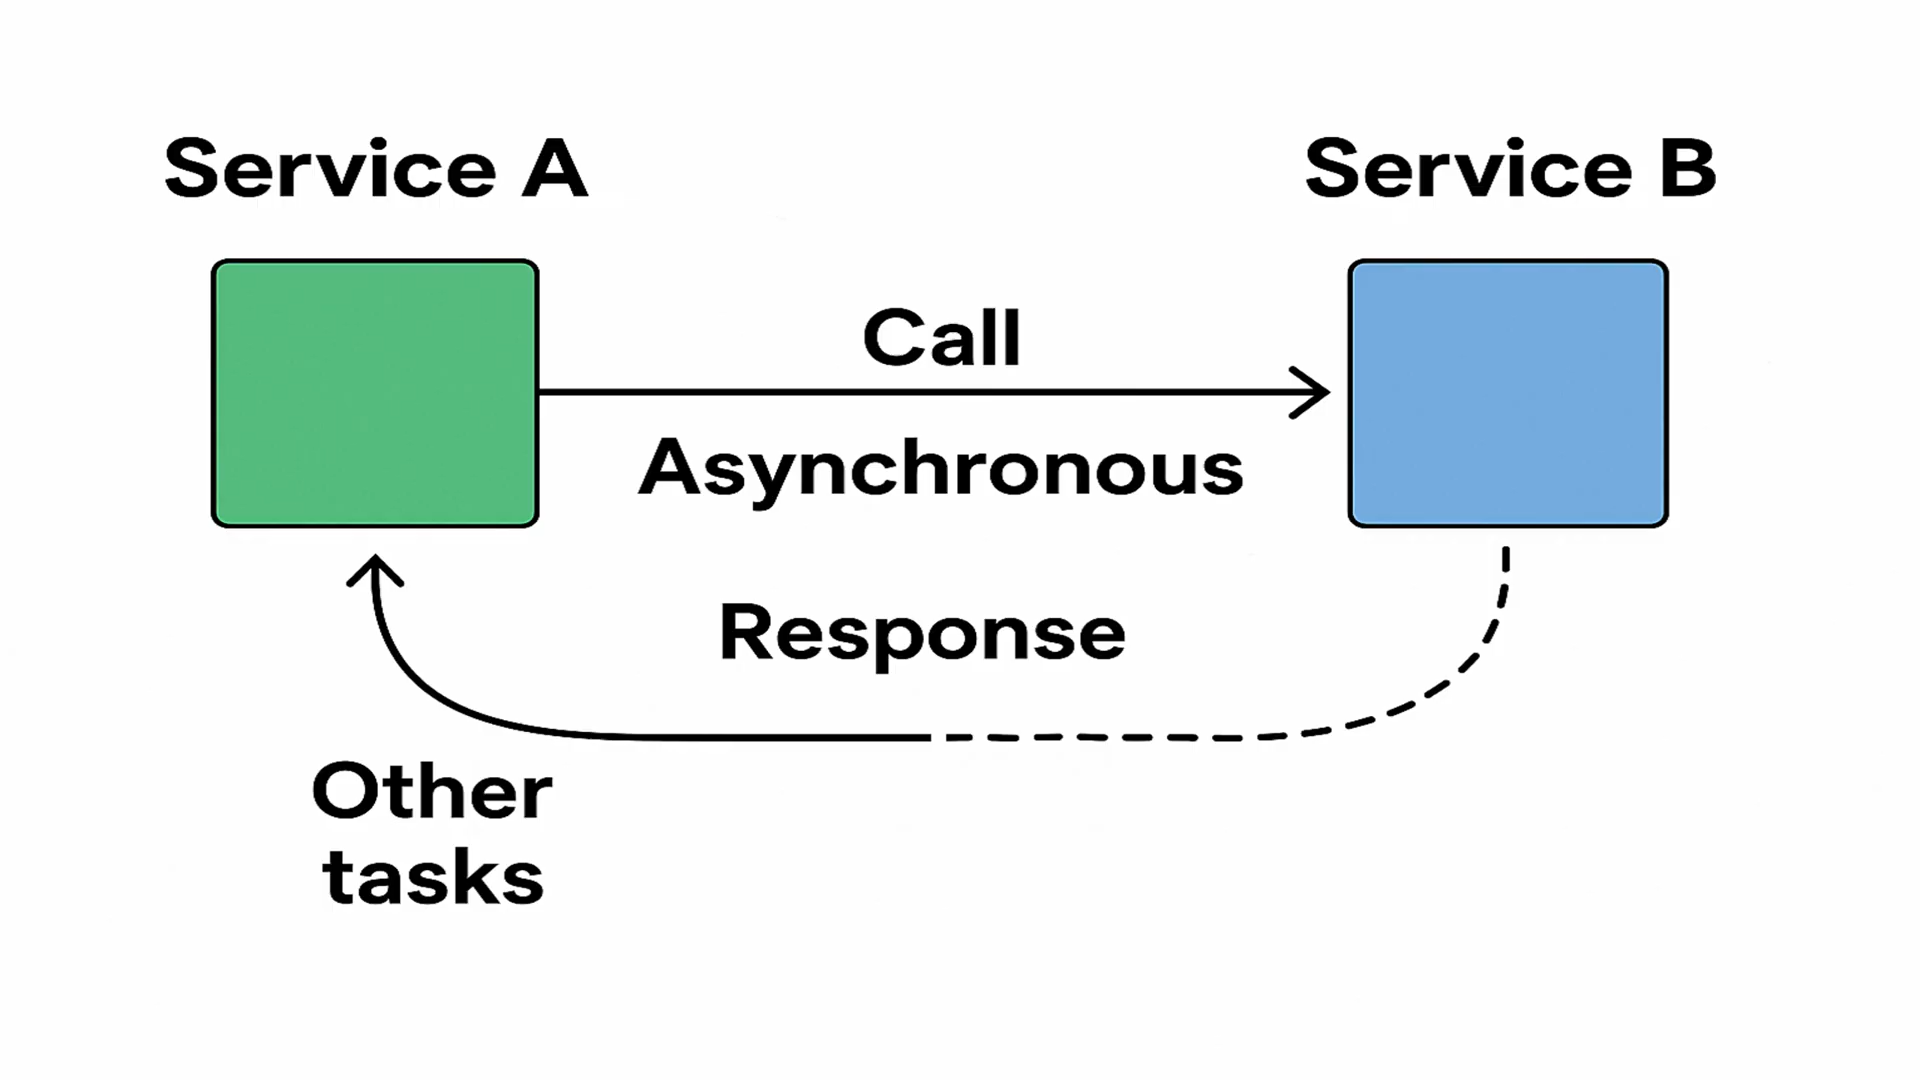 Service A
Service B
Call
Asynchronous
Response
Other
tasks